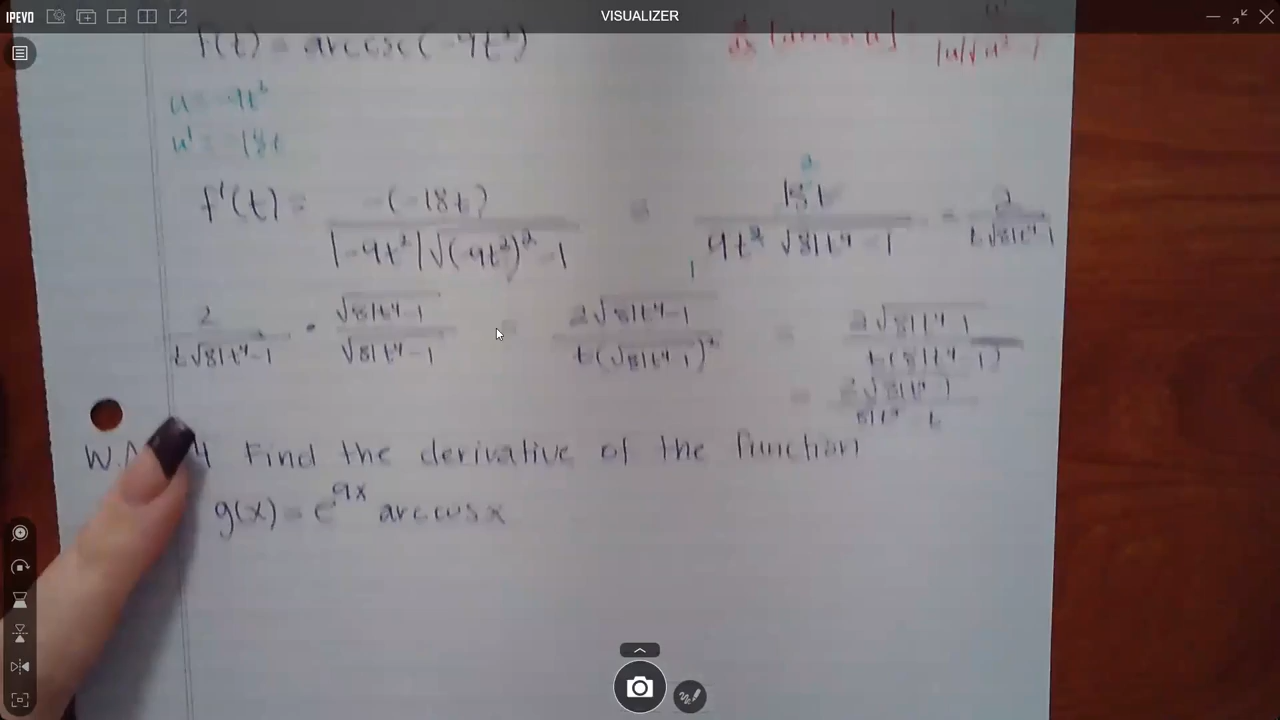 IPEVO
VISUALIZER
f(t) = arccsc(-9t²)
u = -9t²
u' = -18t
f'(t) = -(-18t) / |-9t²|√(-9t²)² - 1 = 18t / 9t² √81t⁴ - 1 = 2 / t√81t⁴-1
2 / t√81t⁴-1 • √81t⁴-1 / √81t⁴-1 = 2√81t⁴-1 / t(√81t⁴-1)² = 2√81t⁴-1 / t(81t⁴-1)
Find the derivative of the function
g(x) = e^9x arccos x